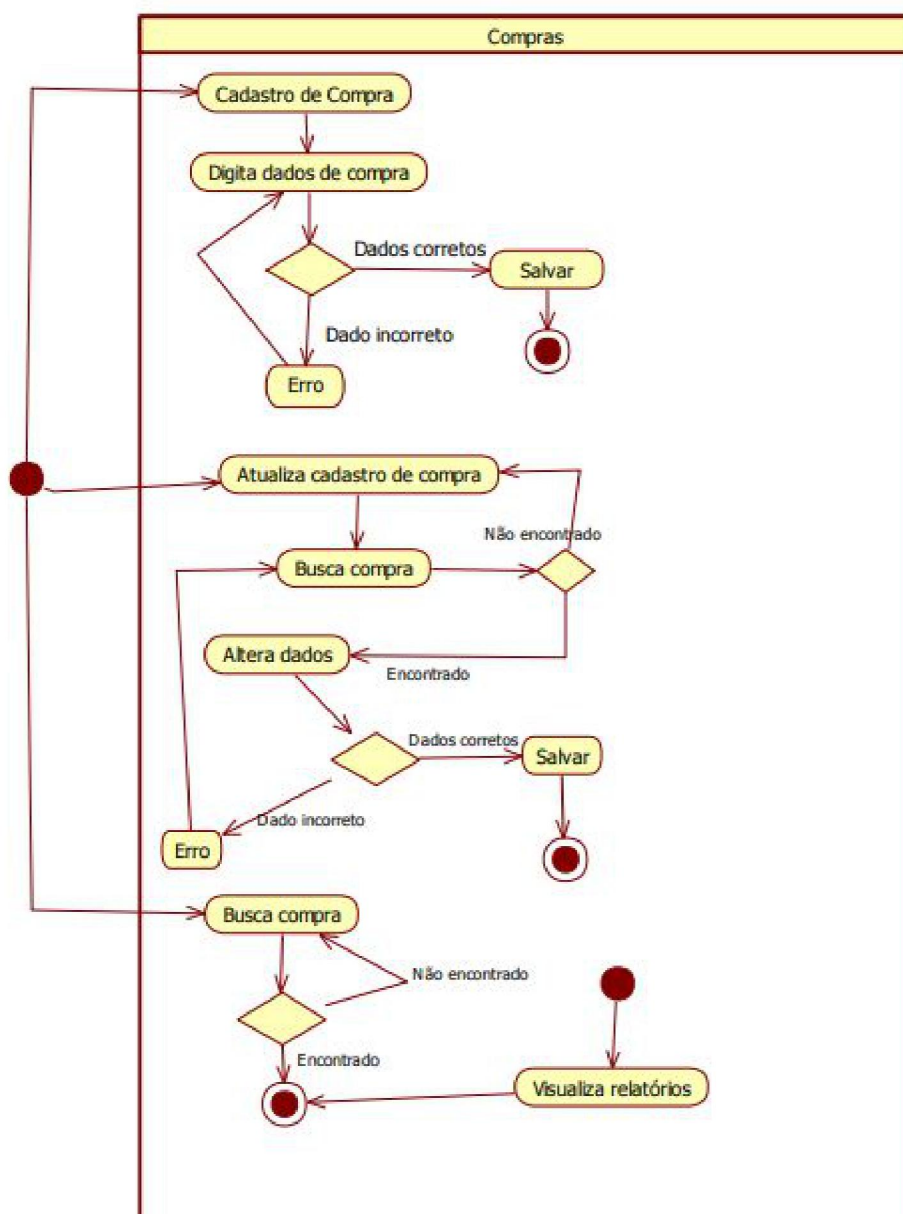 Compras
Cadastro de Compra
Digita dados de compra
Dados corretos
Salvar
Dado incorreto
Erro
Atualiza cadastro de compra
Não encontrado
Busca compra
Altera dados
Encontrado
Dados corretos
Salvar
Dado incorreto
Erro
Busca compra
Não encontrado
Encontrado
Visualiza relatórios